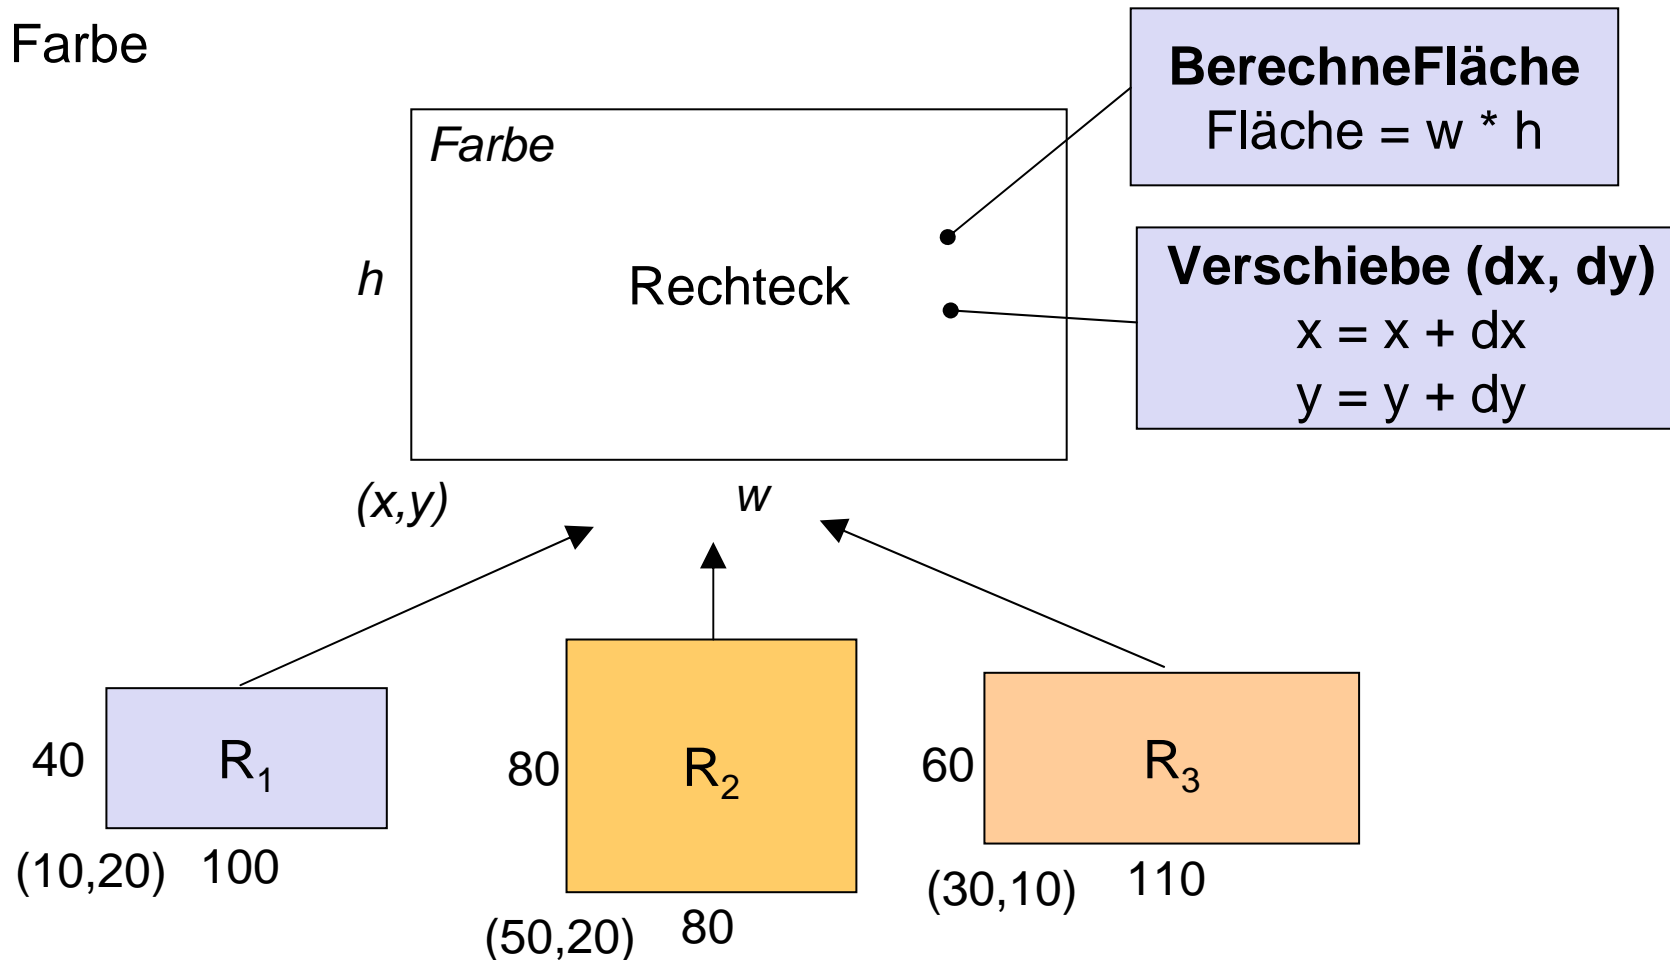 Farbe
BerechneFläche
Fläche = w * h
Farbe
h
Rechteck
Verschiebe (dx, dy)
x = x + dx
y = y + dy
(x,y)
w
40
R₁
(10,20)
100
80
R₂
(50,20)
80
60
R₃
(30,10)
110